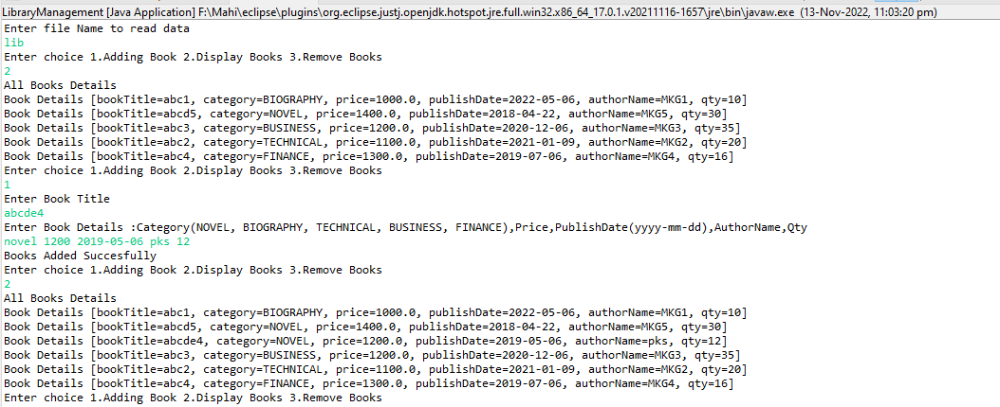 LibraryManagement [Java Application] F:\Mahi\eclipse\plugins\org.eclipse.justj.openjdk.hotspot.jre.full.win32.x86_64_17.0.1.v20211116-1657\jre\bin\javaw.exe (13-Nov-2022, 11:03:20 pm)
Enter file Name to read data
lib
Enter choice 1.Adding Book 2.Display Books 3.Remove Books
2
All Books Details
Book Details [bookTitle=abc1, category=BIOGRAPHY, price=1000.0, publishDate=2022-05-06, authorName=MKG1, qty=10]
Book Details [bookTitle=abcd5, category=NOVEL, price=1400.0, publishDate=2018-04-22, authorName=MKG5, qty=30]
Book Details [bookTitle=abc3, category=BUSINESS, price=1200.0, publishDate=2020-12-06, authorName=MKG3, qty=35]
Book Details [bookTitle=abc2, category=TECHNICAL, price=1100.0, publishDate=2021-01-09, authorName=MKG2, qty=20]
Book Details [bookTitle=abc4, category=FINANCE, price=1300.0, publishDate=2019-07-06, authorName=MKG4, qty=16]
Enter choice 1.Adding Book 2.Display Books 3.Remove Books
1
Enter Book Title
abcde4
Enter Book Details :Category(NOVEL, BIOGRAPHY, TECHNICAL, BUSINESS, FINANCE),Price,PublishDate(yyyy-mm-dd),AuthorName,Qty
novel 1200 2019-05-06 pks 12
Books Added Succesfully
Enter choice 1.Adding Book 2.Display Books 3.Remove Books
2
All Books Details
Book Details [bookTitle=abc1, category=BIOGRAPHY, price=1000.0, publishDate=2022-05-06, authorName=MKG1, qty=10]
Book Details [bookTitle=abcd5, category=NOVEL, price=1400.0, publishDate=2018-04-22, authorName=MKG5, qty=30]
Book Details [bookTitle=abcde4, category=NOVEL, price=1200.0, publishDate=2019-05-06, authorName=pks, qty=12]
Book Details [bookTitle=abc3, category=BUSINESS, price=1200.0, publishDate=2020-12-06, authorName=MKG3, qty=35]
Book Details [bookTitle=abc2, category=TECHNICAL, price=1100.0, publishDate=2021-01-09, authorName=MKG2, qty=20]
Book Details [bookTitle=abc4, category=FINANCE, price=1300.0, publishDate=2019-07-06, authorName=MKG4, qty=16]
Enter choice 1.Adding Book 2.Display Books 3.Remove Books